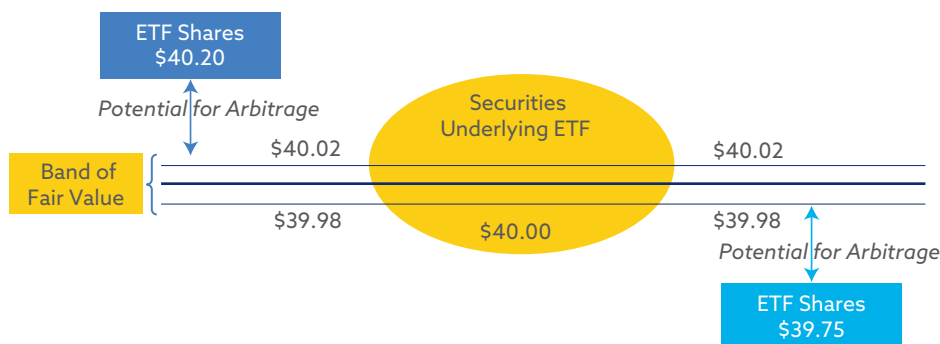 ETF Shares
$40.20
Potential for Arbitrage
Securities
Underlying ETF
$40.02
$40.02
Band of
Fair Value
$39.98
$40.00
$39.98
Potential for Arbitrage
ETF Shares
$39.75